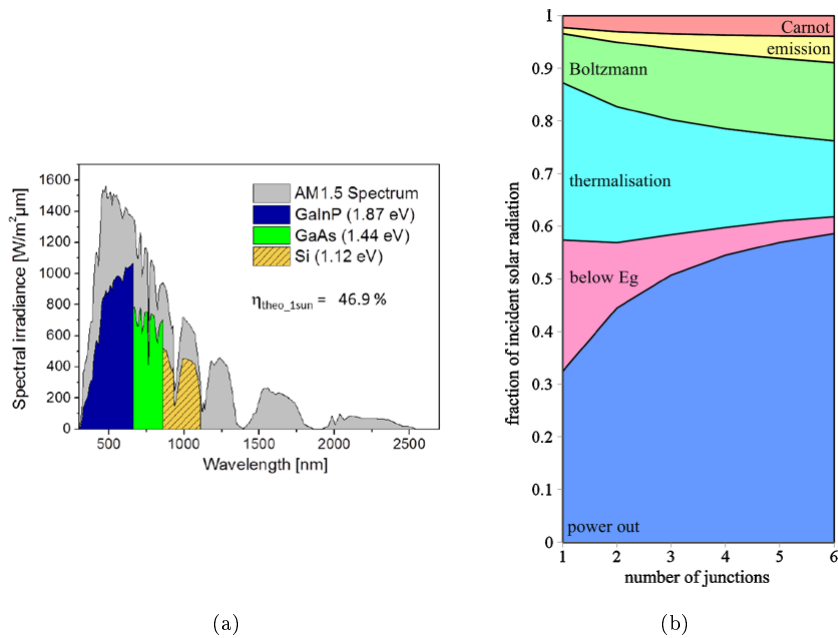 1600
1400
1200
1000
800
600
400
200
0
500
1000
1500
2000
2500
Spectral irradiance [W/m²µm]
Wavelength [nm]
AM1.5 Spectrum
GaInP (1.87 eV)
GaAs (1.44 eV)
Si (1.12 eV)
ηtheo_1sun = 46.9 %
(a)
1
0.9
0.8
0.7
0.6
0.5
0.4
0.3
0.2
0.1
0
fraction of incident solar radiation
Carnot
emission
Boltzmann
thermalisation
below Eg
power out
1 2 3 4 5 6
number of junctions
(b)